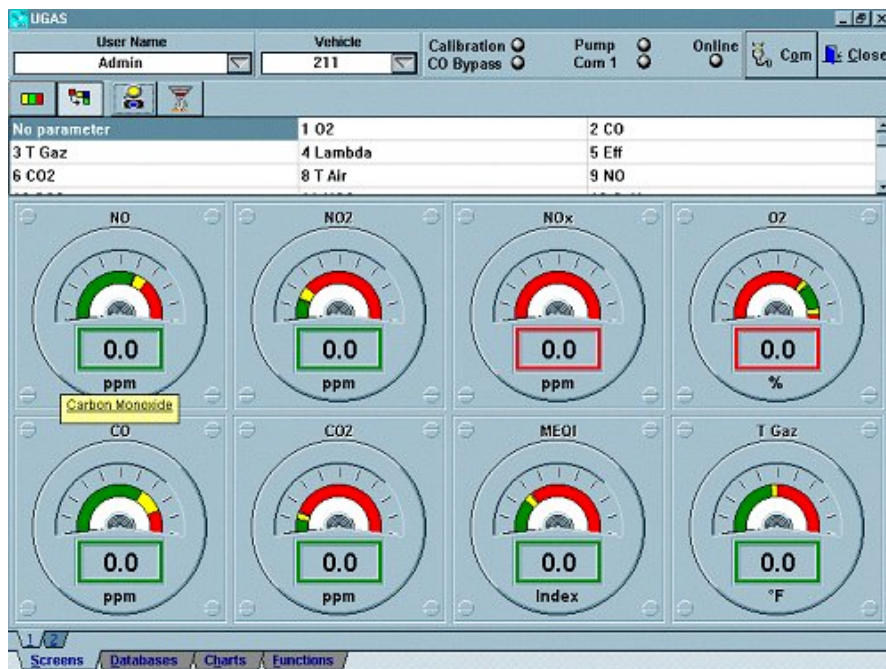 UGAS
User Name Vehicle Calibration Pump Online Com Close
Admin 211 CO Bypass Com 1
No parameter 1 O2 2 CO
3 T Gaz 4 Lambda 5 Eff
6 CO2 8 T Air 9 NO
NO NO2 NOx O2
0.0 0.0 0.0 0.0
ppm ppm ppm %
Carbon Monoxide
CO CO2 MEQI T Gaz
0.0 0.0 0.0 0.0
ppm ppm Index °F
1 2
Screens Databases Charts Functions